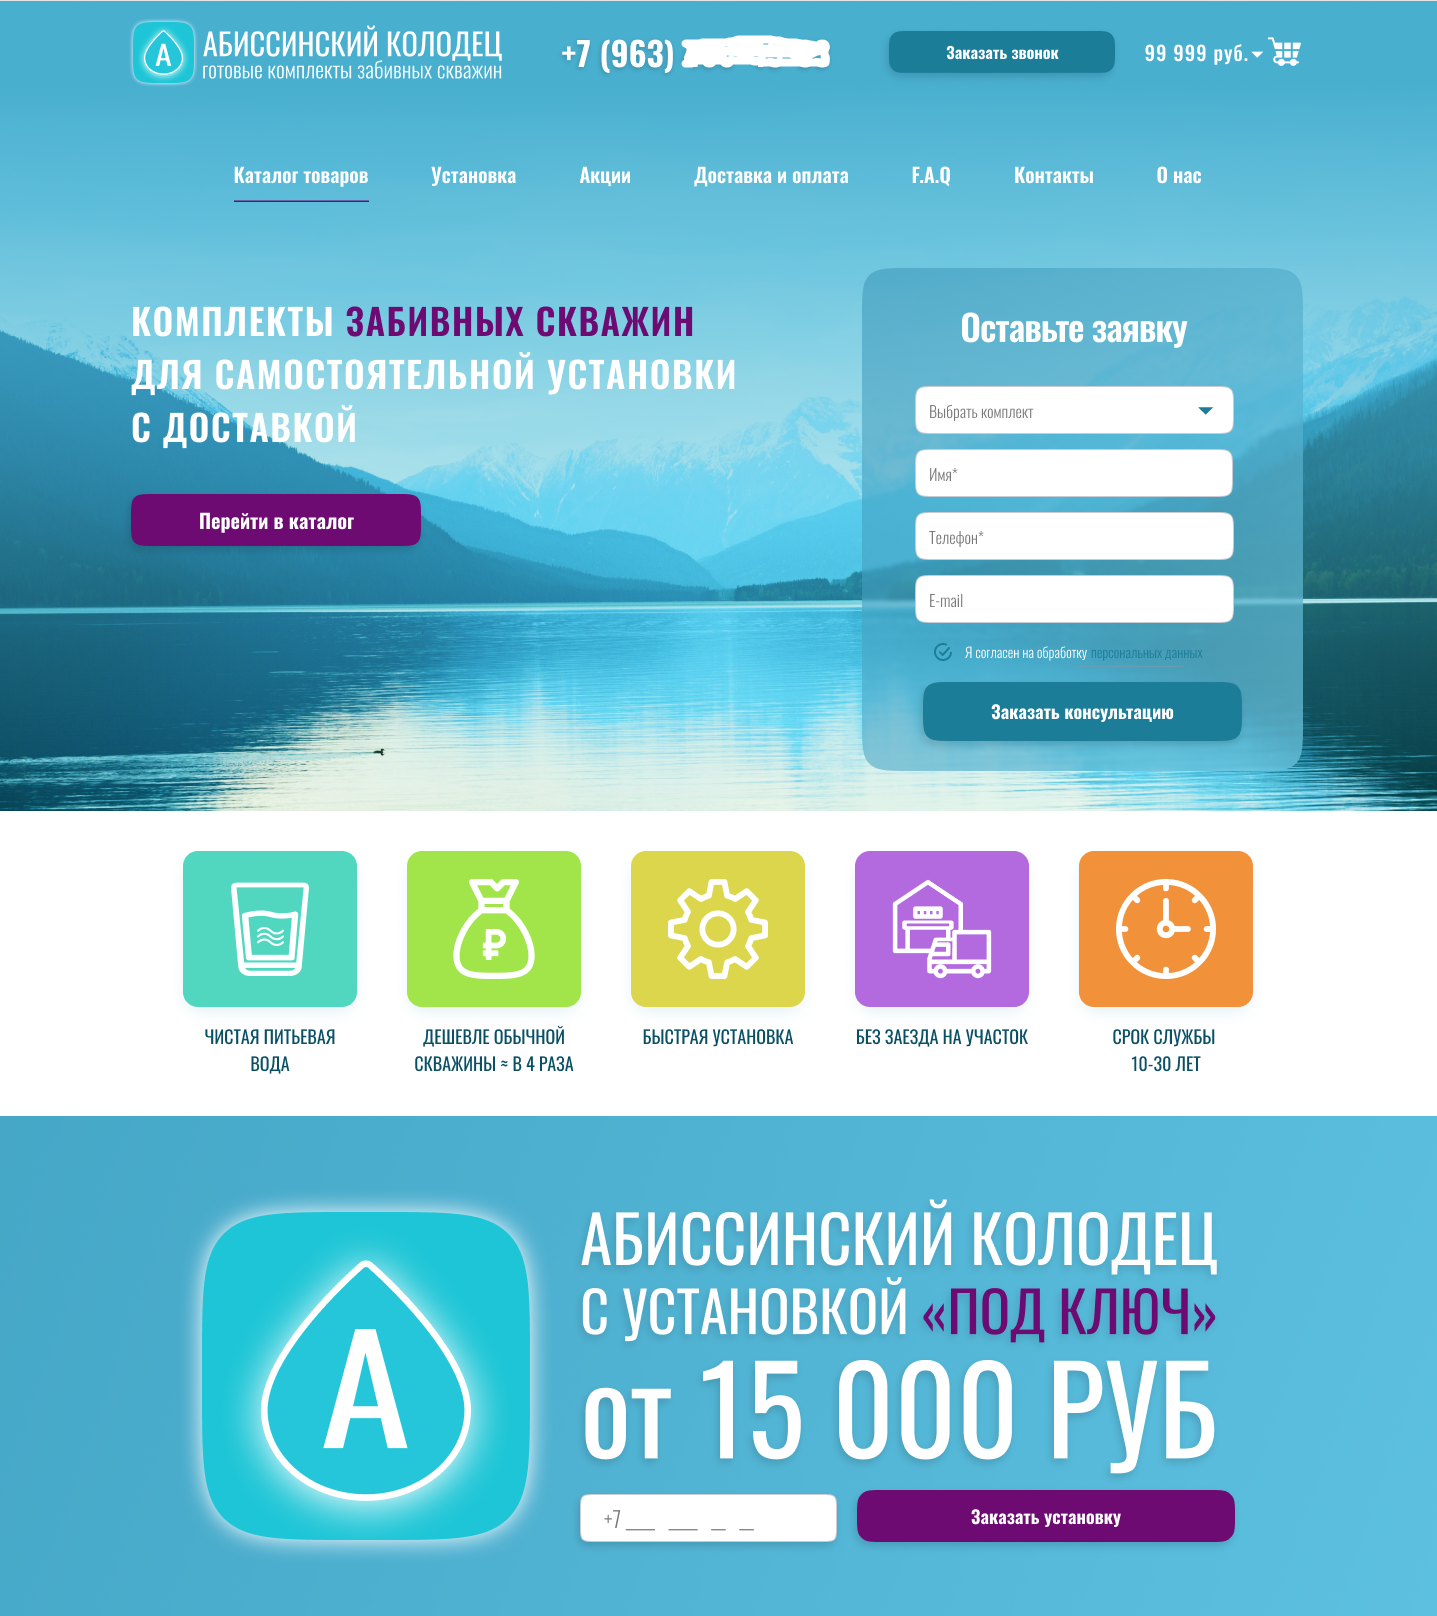 А
АБИССИНСКИЙ КОЛОДЕЦ
готовые комплекты забивных скважин
+7 (963)
Заказать звонок
99 999 руб.
Каталог товаров
Установка
Акции
Доставка и оплата
F.A.Q
Контакты
О нас
КОМПЛЕКТЫ ЗАБИВНЫХ СКВАЖИН
ДЛЯ САМОСТОЯТЕЛЬНОЙ УСТАНОВКИ
С ДОСТАВКОЙ
Перейти в каталог
Оставьте заявку
Выбрать комплект
Имя*
Телефон*
E-mail
Я согласен на обработку персональных данных
Заказать консультацию
₽
ЧИСТАЯ ПИТЬЕВАЯ
ВОДА
ДЕШЕВЛЕ ОБЫЧНОЙ
СКВАЖИНЫ ≈ В 4 РАЗА
БЫСТРАЯ УСТАНОВКА
БЕЗ ЗАЕЗДА НА УЧАСТОК
СРОК СЛУЖБЫ
10-30 ЛЕТ
А
АБИССИНСКИЙ КОЛОДЕЦ
С УСТАНОВКОЙ «ПОД КЛЮЧ»
от 15 000 РУБ
+7 ___ ___ __ __
Заказать установку